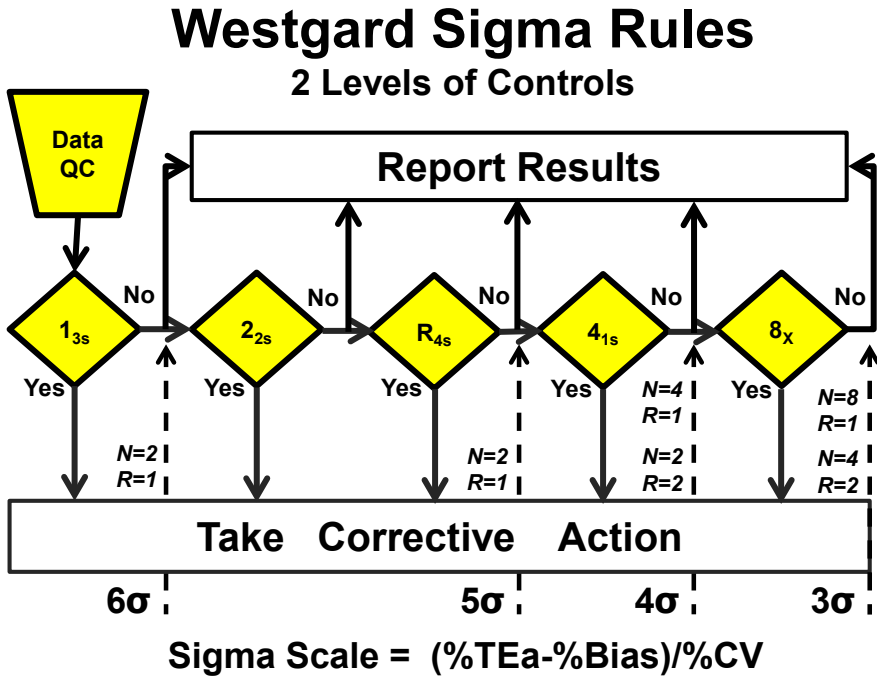 Westgard Sigma Rules
2 Levels of Controls
Data
QC
Report Results
No
No
No
No
No
1₃ₛ
2₂ₛ
R₄ₛ
4₁ₛ
8ₓ
Yes
Yes
Yes
Yes
Yes
N=2
R=1
N=2
R=1
N=4
R=1
N=2
R=2
N=8
R=1
N=4
R=2
Take Corrective Action
6σ
5σ
4σ
3σ
Sigma Scale = (%TEa-%Bias)/%CV